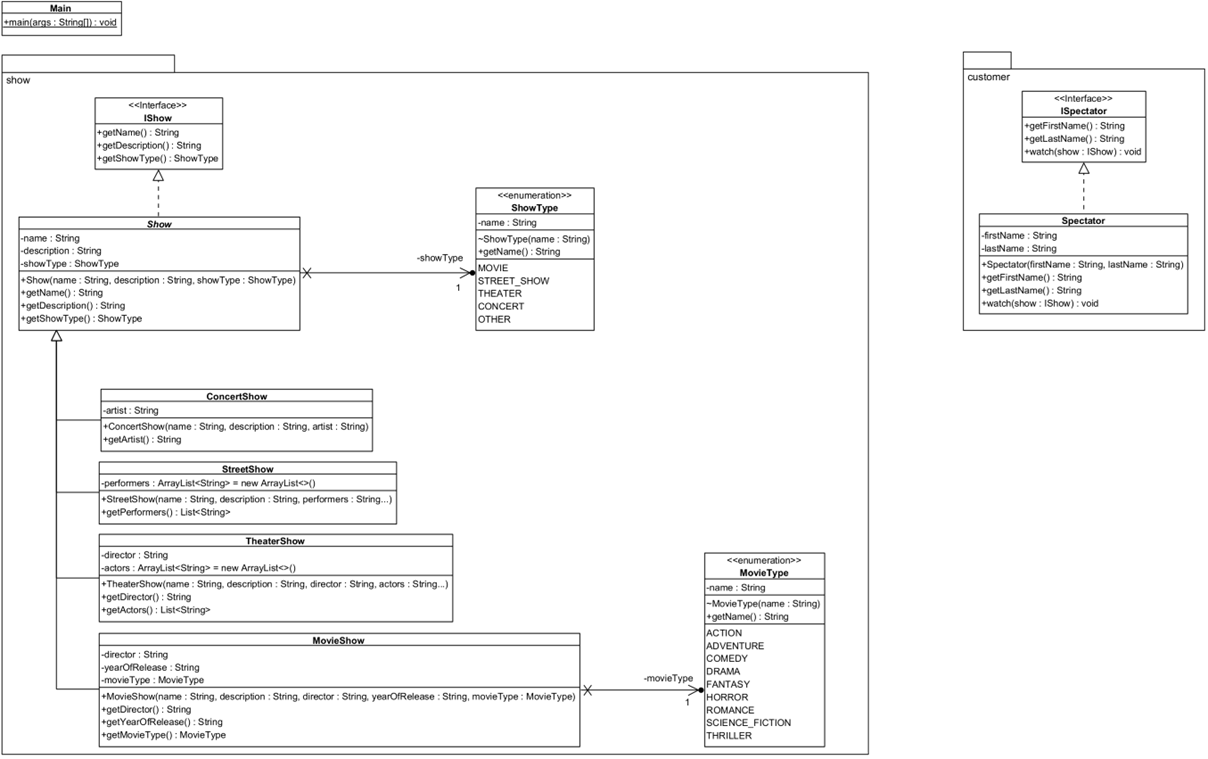 Main
+main(args : String[]) : void
show
<<Interface>>
IShow
+getName() : String
+getDescription() : String
+getShowType() : ShowType
Show
-name : String
-description : String
-showType : ShowType
+Show(name : String, description : String, showType : ShowType)
+getName() : String
+getDescription() : String
+getShowType() : ShowType
-showType
1
<<enumeration>>
ShowType
-name : String
~ShowType(name : String)
+getName() : String
MOVIE
STREET_SHOW
THEATER
CONCERT
OTHER
ConcertShow
-artist : String
+ConcertShow(name : String, description : String, artist : String)
+getArtist() : String
StreetShow
-performers : ArrayList<String> = new ArrayList<>()
+StreetShow(name : String, description : String, performers : String...)
+getPerformers() : List<String>
TheaterShow
-director : String
-actors : ArrayList<String> = new ArrayList<>()
+TheaterShow(name : String, description : String, director : String, actors : String...)
+getDirector() : String
+getActors() : List<String>
MovieShow
-director : String
-yearOfRelease : String
-movieType : MovieType
+MovieShow(name : String, description : String, director : String, yearOfRelease : String, movieType : MovieType)
+getDirector() : String
+getYearOfRelease() : String
+getMovieType() : MovieType
-movieType
1
<<enumeration>>
MovieType
-name : String
~MovieType(name : String)
+getName() : String
ACTION
ADVENTURE
COMEDY
DRAMA
FANTASY
HORROR
ROMANCE
SCIENCE_FICTION
THRILLER
customer
<<Interface>>
ISpectator
+getFirstName() : String
+getLastName() : String
+watch(show : IShow) : void
Spectator
-firstName : String
-lastName : String
+Spectator(firstName : String, lastName : String)
+getFirstName() : String
+getLastName() : String
+watch(show : IShow) : void